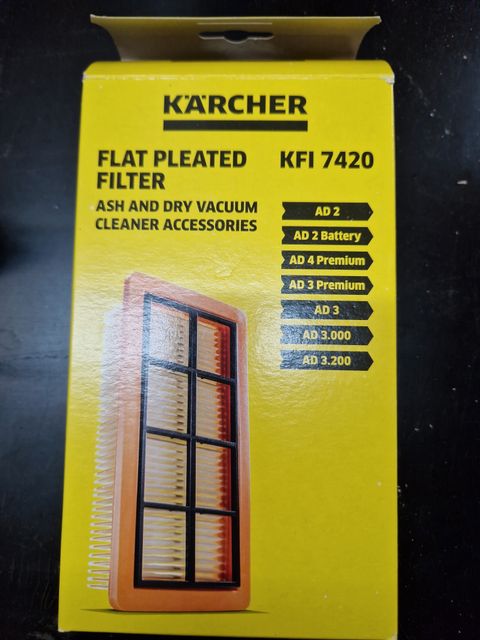 KÄRCHER
FLAT PLEATED
FILTER
KFI 7420
ASH AND DRY VACUUM
CLEANER ACCESSORIES
AD 2
AD 2 Battery
AD 4 Premium
AD 3 Premium
AD 3
AD 3.000
AD 3.200